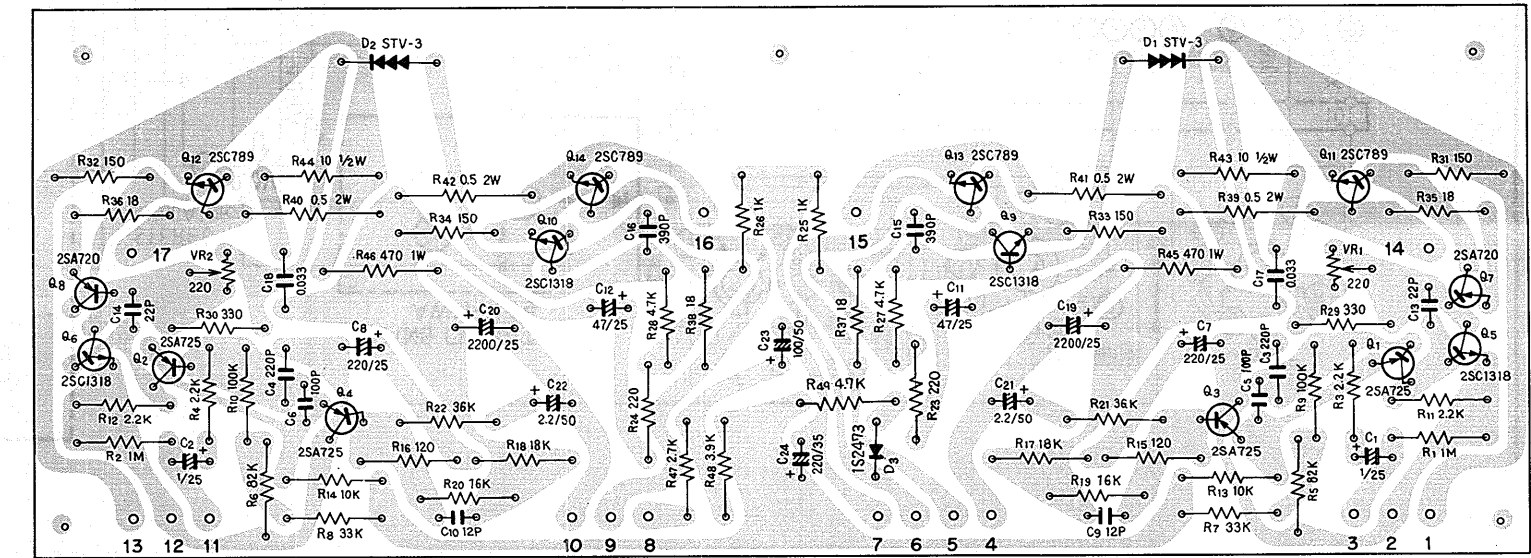 D2 STV-3
D1 STV-3
R32 150
Q12 2SC789
R44 10 ½W
Q14 2SC789
Q13 2SC789
R43 10 ½W
Q11 2SC789
R31 150
R42 0.5 2W
R41 0.5 2W
R36 18
R40 0.5 2W
R39 0.5 2W
R35 18
R34 150
Q10
C16 390P
16
R26 1K
R25 1K
15
C15 390P
Q9
R33 150
17
14
2SA720
VR2
220
C18 0.033
R46 470 1W
2SC1318
2SC1318
R45 470 1W
C17 0.033
VR1
220
2SA720
Q8
Q7
C14 22P
C13 22P
R30 330
C20
2200/25
C12
47/25
R28 4.7K
R38 18
R37 18
R27 4.7K
C11
47/25
C19
2200/25
R29 330
Q6
2SC1318
Q2
2SA725
C8
220/25
C23 100/50
C7
220/25
Q1
2SA725
Q5
2SC1318
R4 2.2K
R10 100K
C4 220P
C6 100P
Q4
2SA725
C22
2.2/50
R24 220
R49 4.7K
R23 220
C21
2.2/50
Q3
2SA725
C5 100P
C3 220P
R9 100K
R3 2.2K
R12 2.2K
R22 36K
R21 36K
R11 2.2K
R2 1M
C2
1/25
R16 120
R18 18K
R47 2.7K
R48 3.9K
C24 220/35
1S2473
D3
R17 18K
R15 120
C1
1/25
R1 1M
R6 82K
R14 10K
R20 76K
R19 76K
R13 10K
R5 82K
R8 33K
C10 12P
C9 12P
R7 33K
13 12 11 10 9 8 7 6 5 4 3 2 1